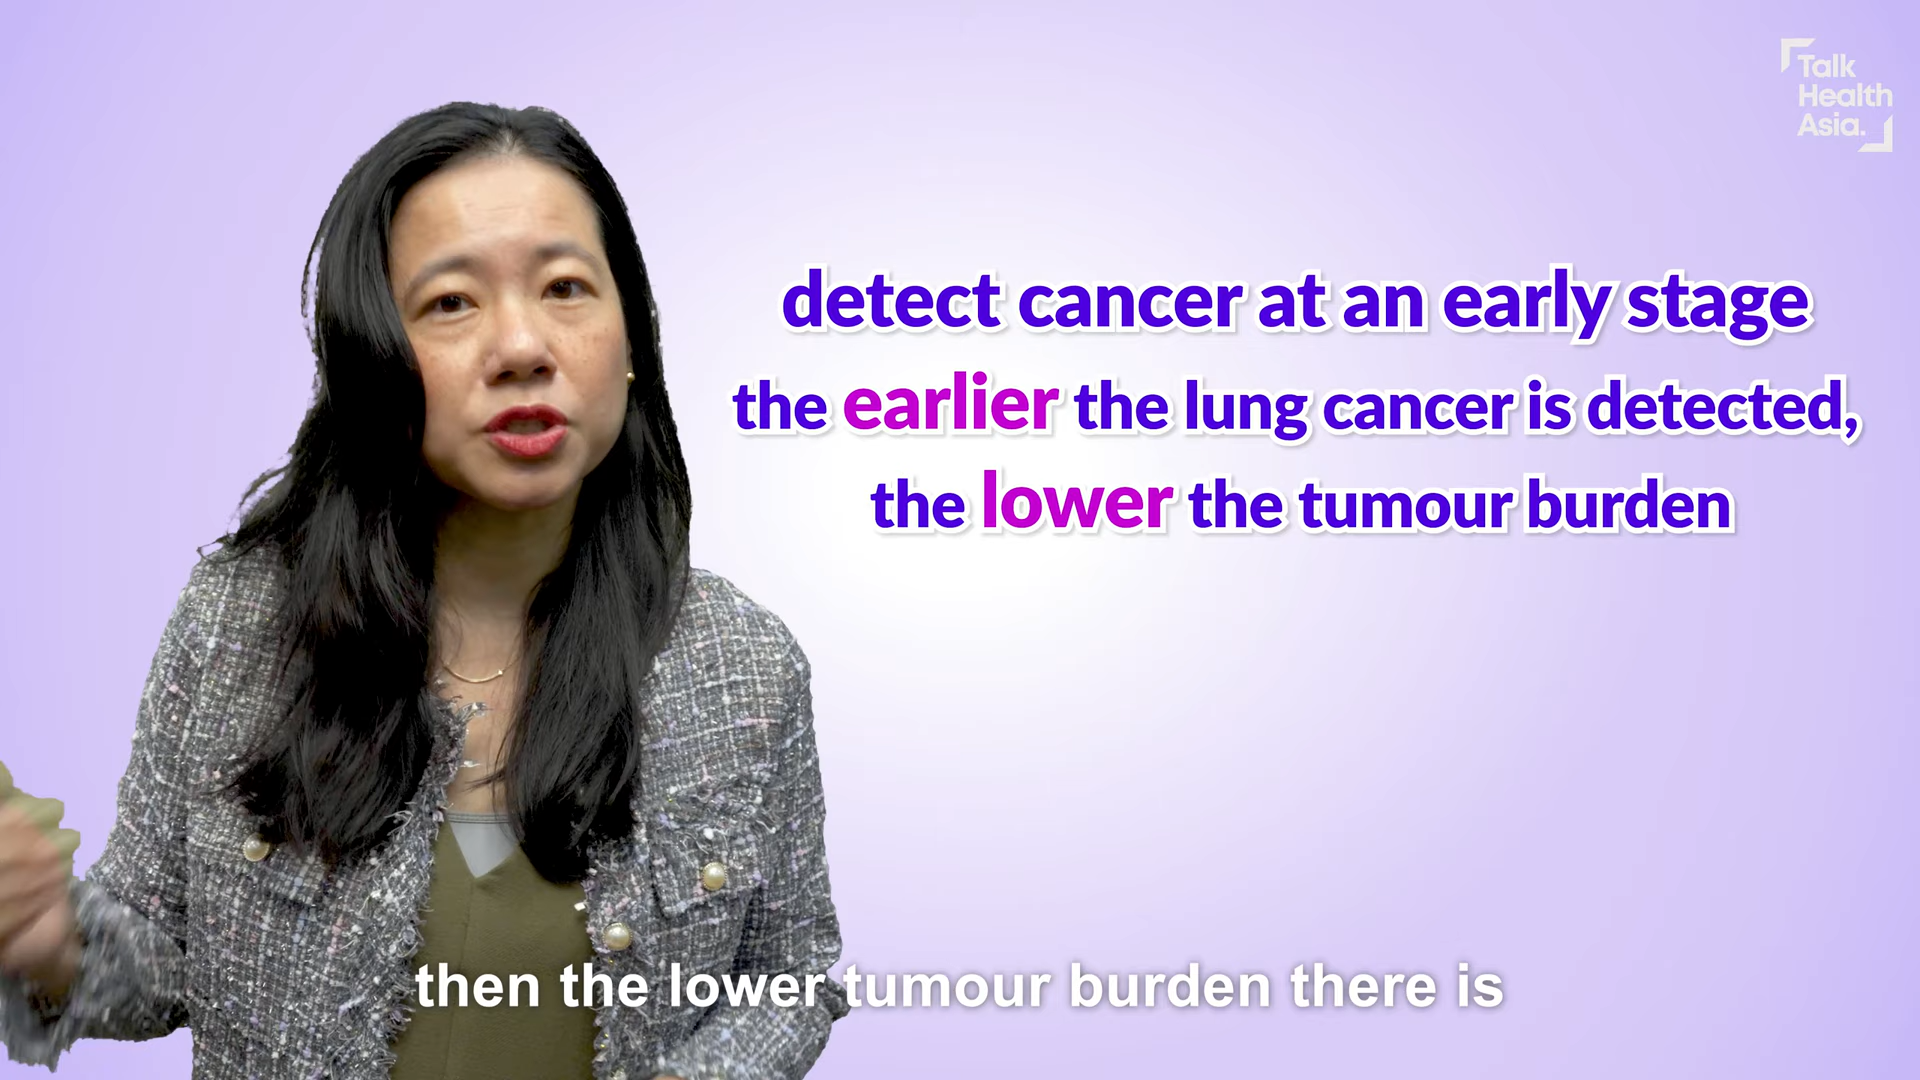 Talk
Health
Asia.
detect cancer at an early stage
the earlier the lung cancer is detected,
the lower the tumour burden
then the lower tumour burden there is